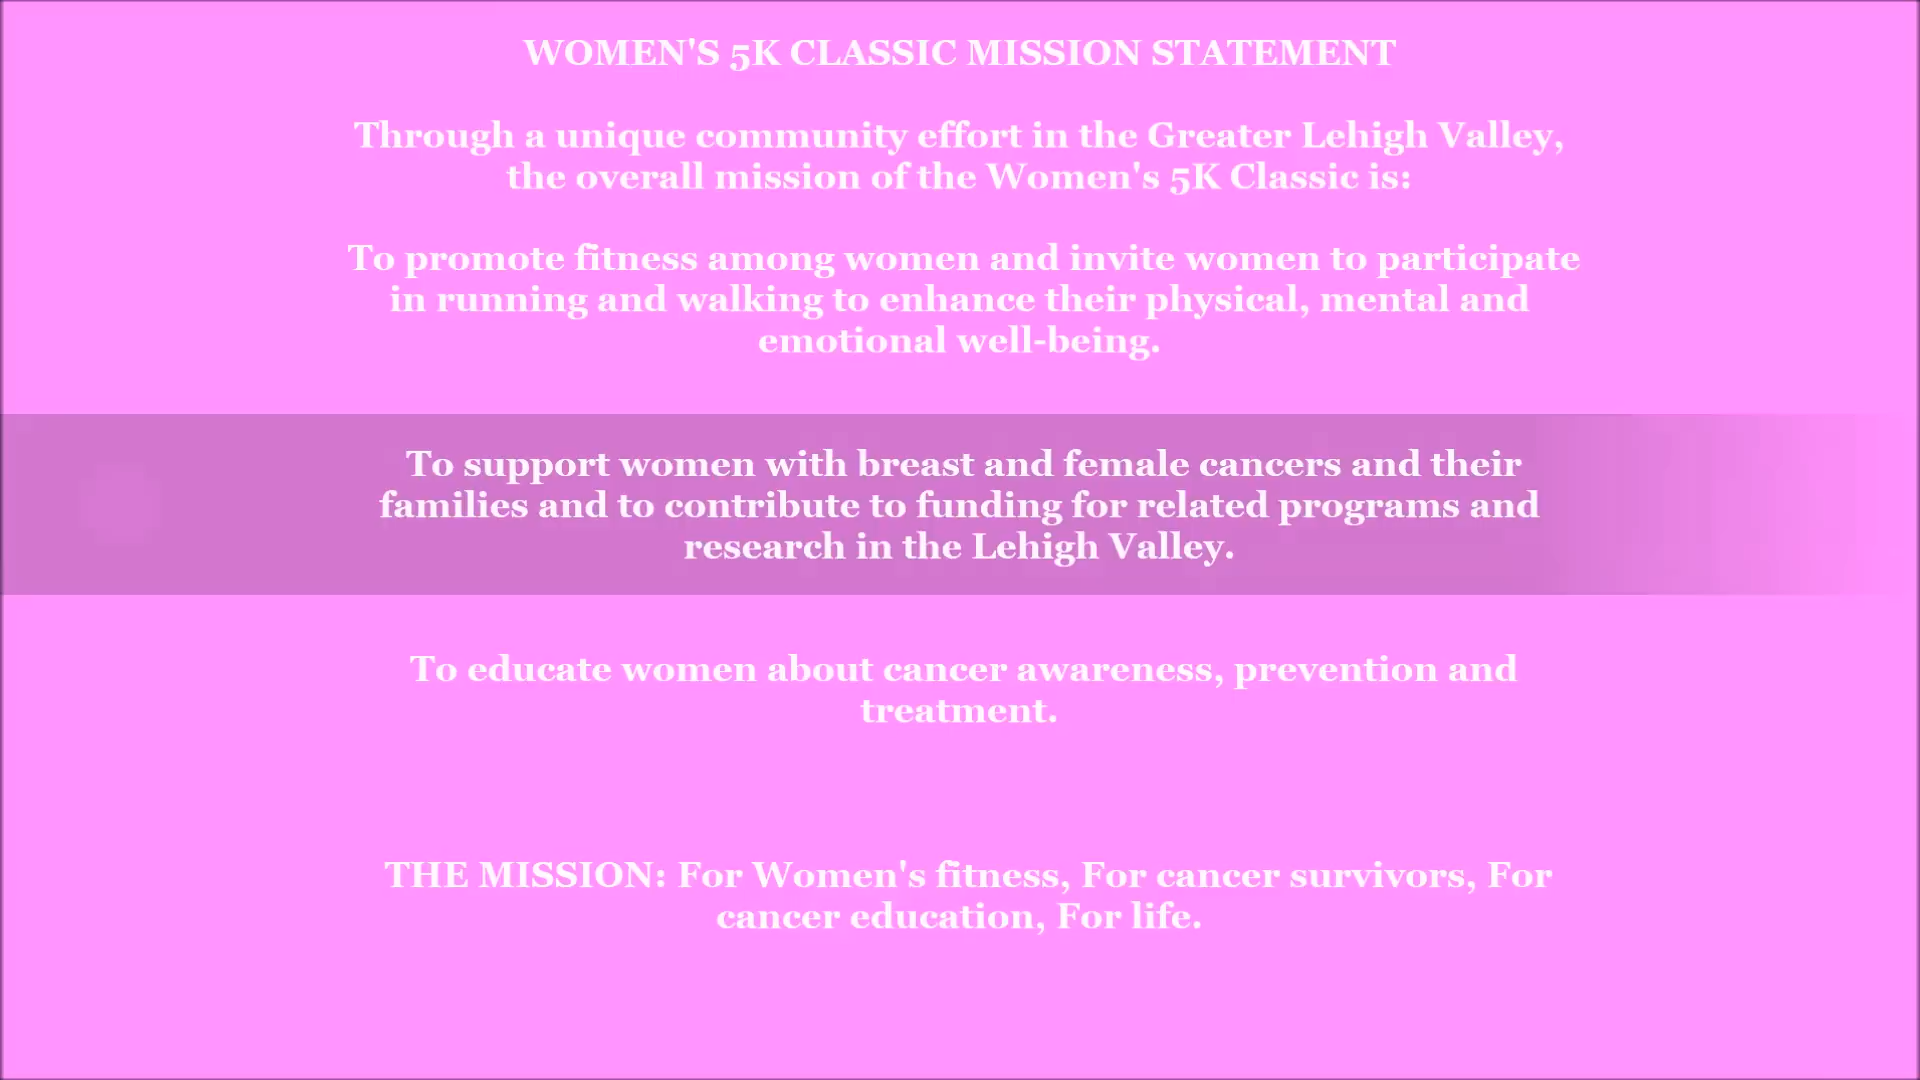 WOMEN'S 5K CLASSIC MISSION STATEMENT
Through a unique community effort in the Greater Lehigh Valley,
the overall mission of the Women's 5K Classic is:
To promote fitness among women and invite women to participate
in running and walking to enhance their physical, mental and
emotional well-being.
To support women with breast and female cancers and their
families and to contribute to funding for related programs and
research in the Lehigh Valley.
To educate women about cancer awareness, prevention and
treatment.
THE MISSION: For Women's fitness, For cancer survivors, For
cancer education, For life.